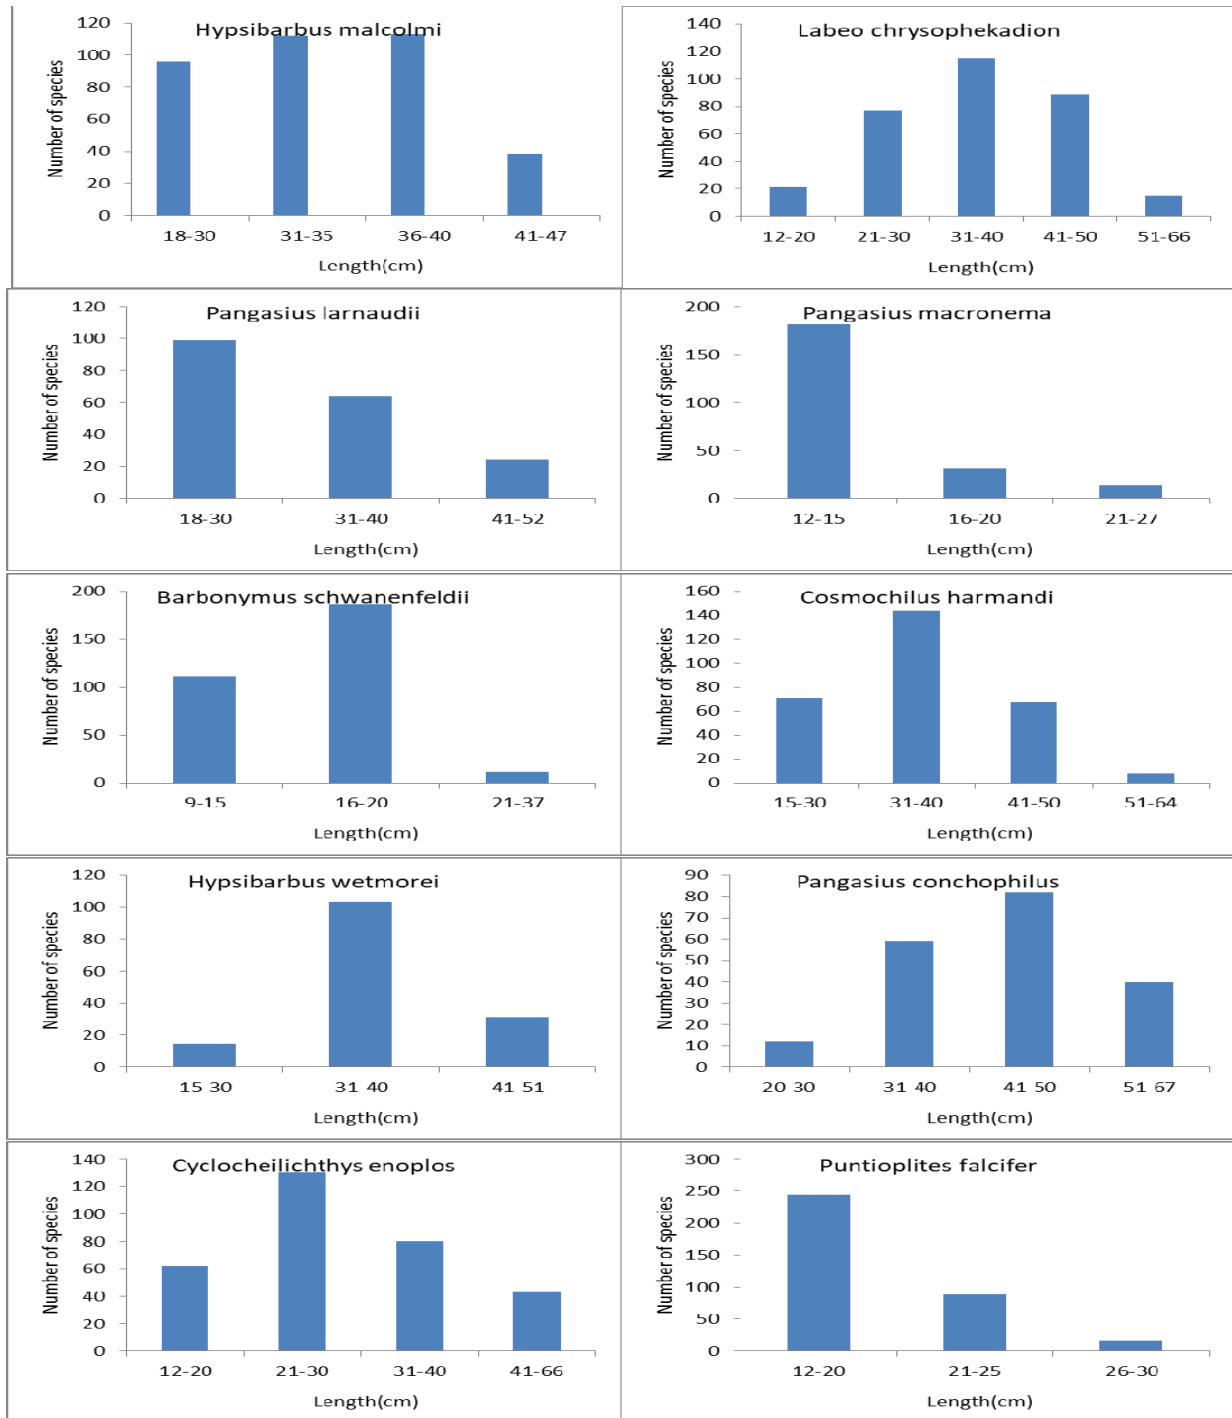 Hypsibarbus malcolmi
Number of species
120
100
80
60
40
20
0
18-30 31-35 36-40 41-47
Length(cm)
Labeo chrysophekadion
Number of species
140
120
100
80
60
40
20
0
12-20 21-30 31-40 41-50 51-66
Length(cm)
Pangasius larnaudii
Number of species
120
100
80
60
40
20
0
18-30 31-40 41-52
Length(cm)
Pangasius macronema
Number of species
200
150
100
50
0
12-15 16-20 21-27
Length(cm)
Barbonymus schwanenfeldii
Number of species
200
150
100
50
0
9-15 16-20 21-37
Length(cm)
Cosmochilus harmandi
Number of species
160
140
120
100
80
60
40
20
0
15-30 31-40 41-50 51-64
Length(cm)
Hypsibarbus wetmorei
Number of species
120
100
80
60
40
20
0
15-30 31-40 41-51
Length(cm)
Pangasius conchophilus
Number of species
90
80
70
60
50
40
30
20
10
0
20-30 31-40 41-50 51-67
Length(cm)
Cyclocheilichthys enoplos
Number of species
140
120
100
80
60
40
20
0
12-20 21-30 31-40 41-66
Length(cm)
Puntioplites falcifer
Number of species
300
250
200
150
100
50
0
12-20 21-25 26-30
Length(cm)